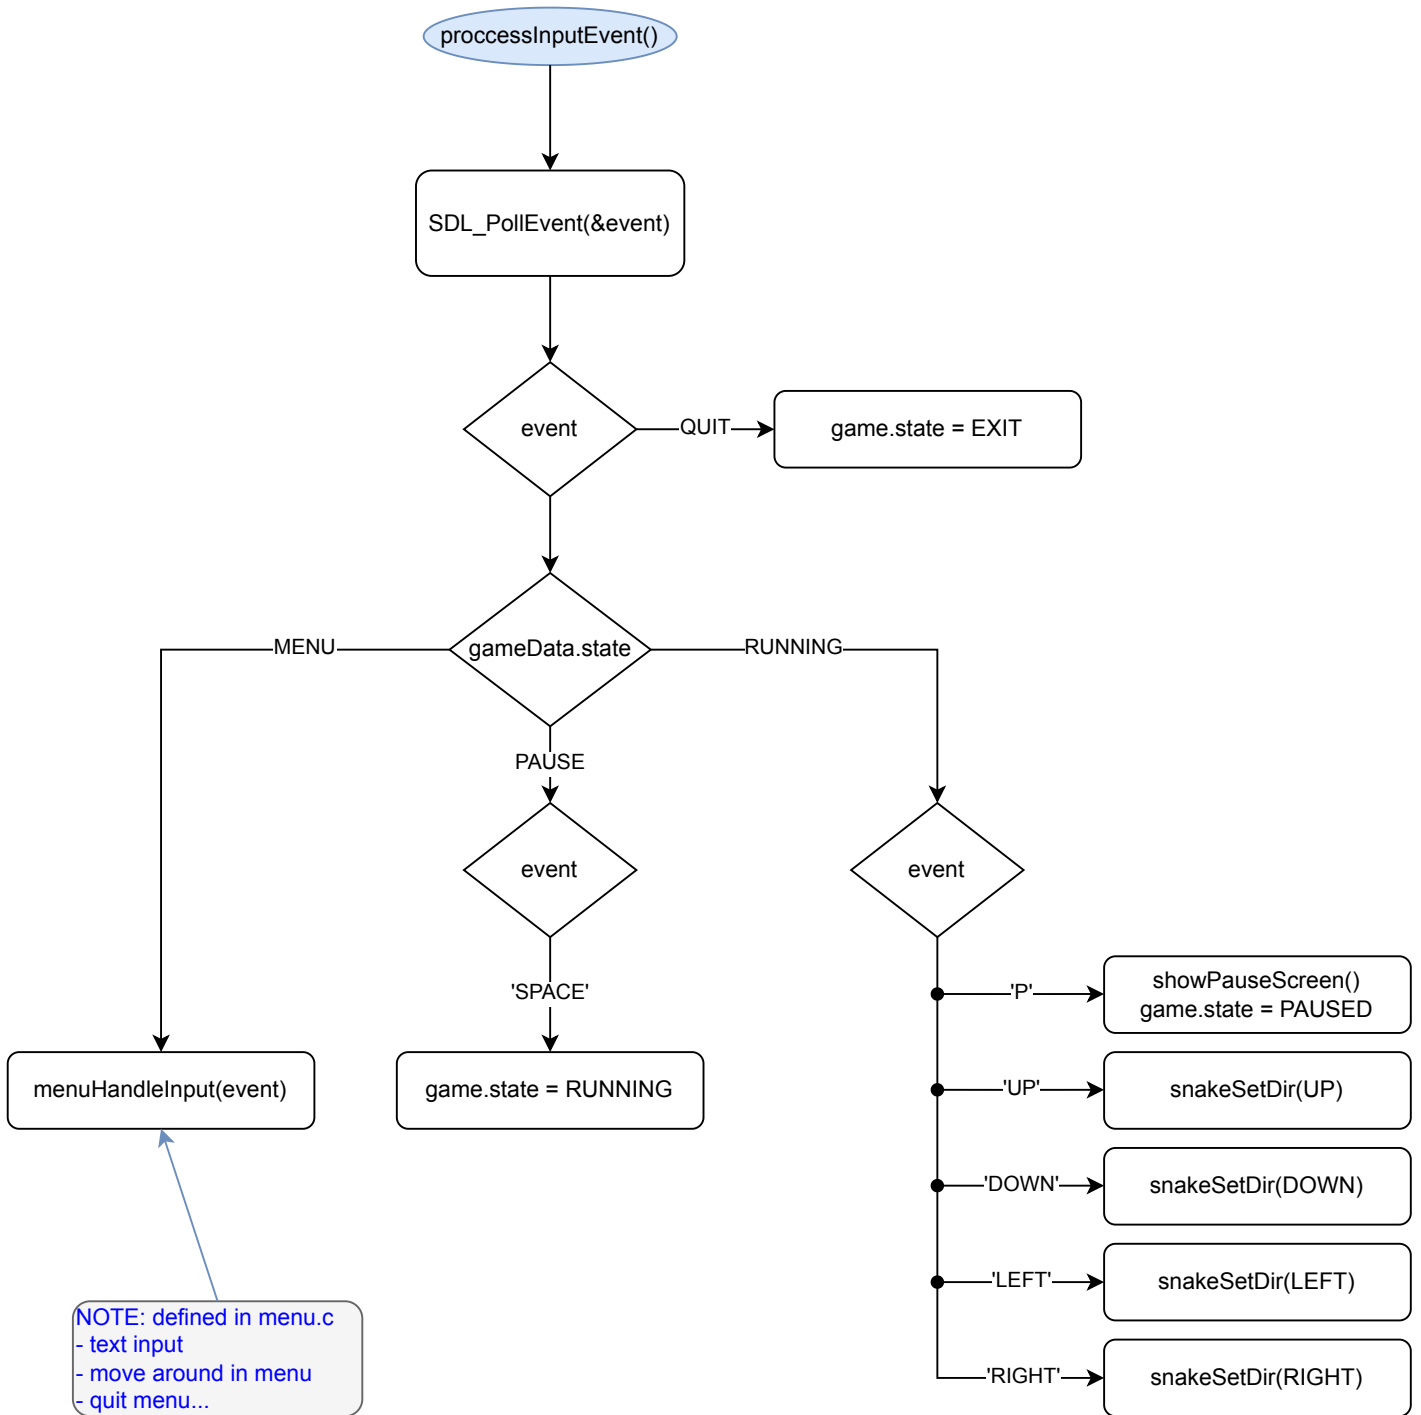 proccessInputEvent()
SDL_PollEvent(&event)
event
QUIT
game.state = EXIT
MENU
gameData.state
RUNNING
PAUSE
event
event
'SPACE'
'P'
showPauseScreen()
game.state = PAUSED
menuHandleInput(event)
game.state = RUNNING
'UP'
snakeSetDir(UP)
'DOWN'
snakeSetDir(DOWN)
'LEFT'
snakeSetDir(LEFT)
'RIGHT'
snakeSetDir(RIGHT)
NOTE: defined in menu.c
- text input
- move around in menu
- quit menu...